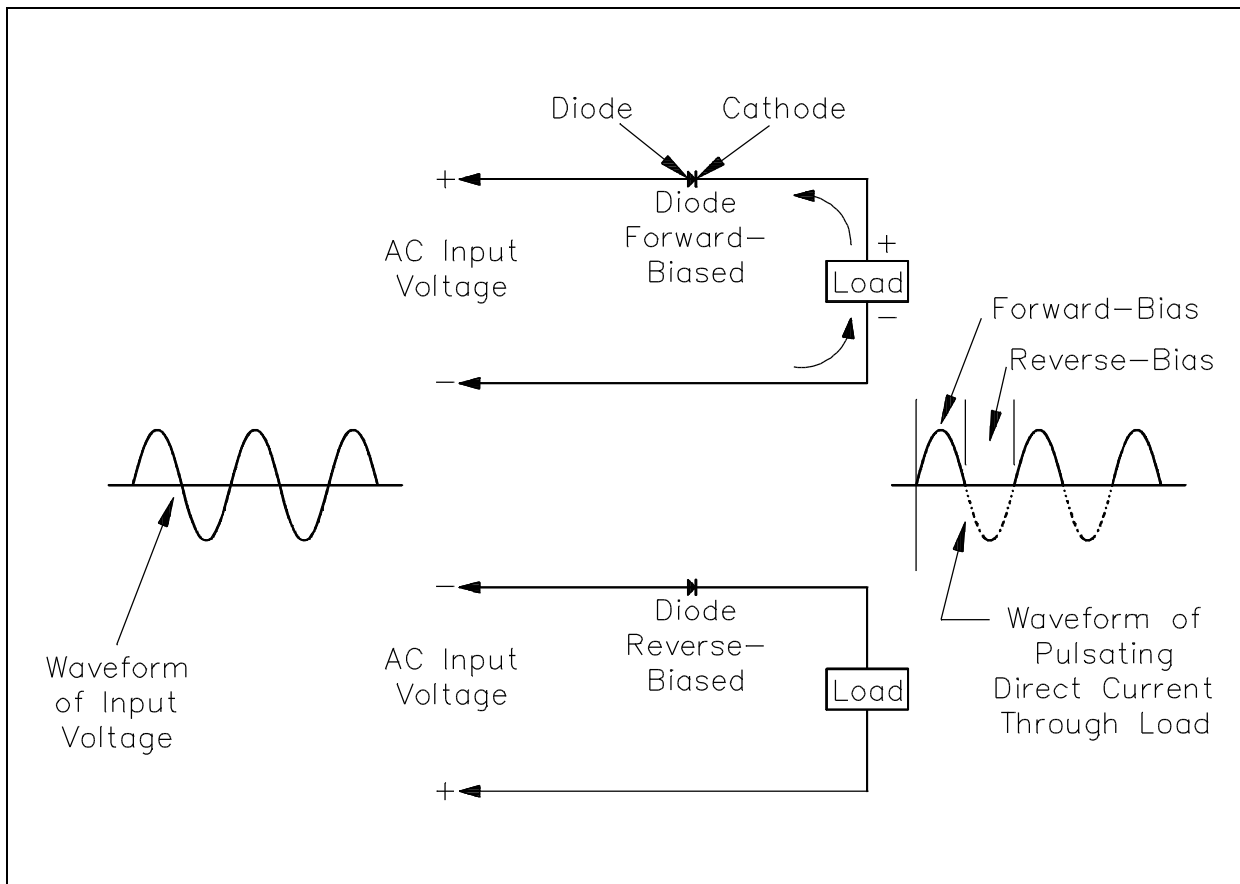 Diode
Cathode
+
Diode
Forward–
Biased
AC Input
Voltage
+
Load
–
–
Forward–Bias
Reverse–Bias
–
Diode
Reverse–
Biased
AC Input
Voltage
Load
+
Waveform
of Input
Voltage
Waveform of
Pulsating
Direct Current
Through Load